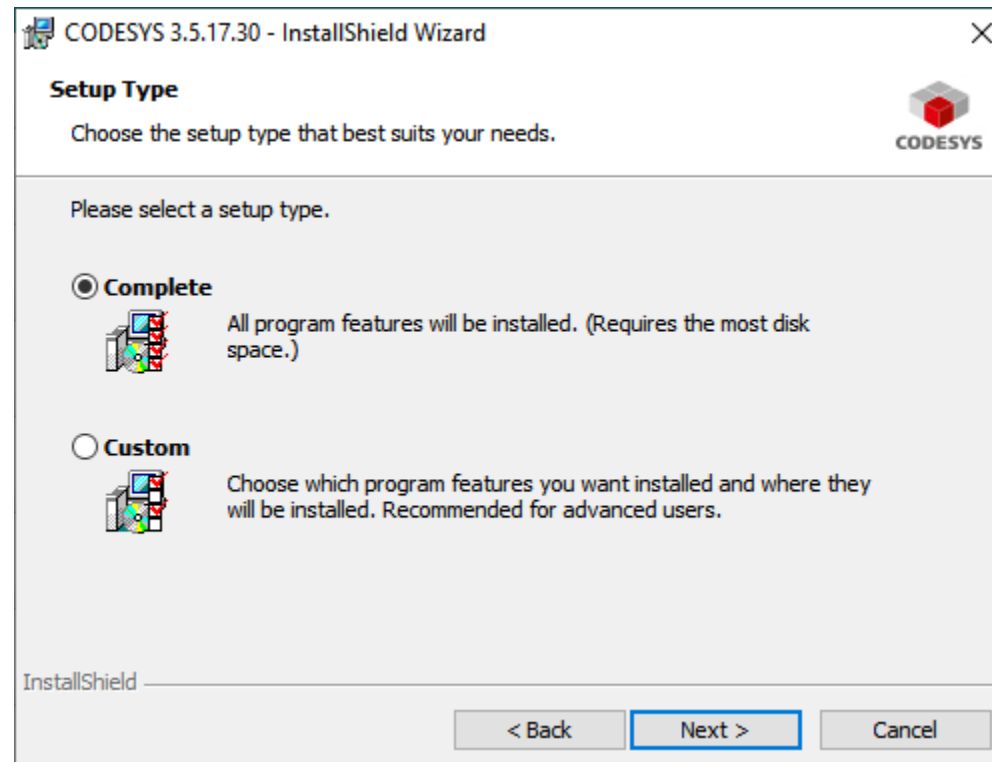 CODESYS 3.5.17.30 - InstallShield Wizard
Setup Type
Choose the setup type that best suits your needs.
CODESYS
Please select a setup type.
Complete
All program features will be installed. (Requires the most disk
space.)
Custom
Choose which program features you want installed and where they
will be installed. Recommended for advanced users.
InstallShield
< Back Next > Cancel